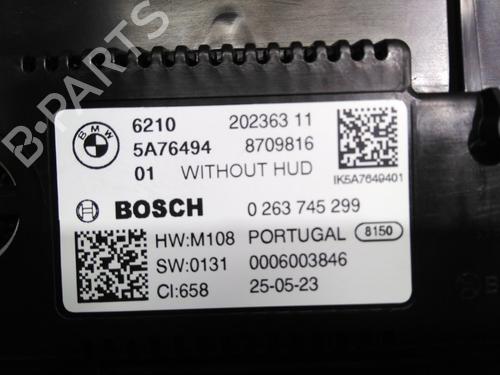 B-PARTS
BMW
6210 202363 11
5A76494 8709816
01 WITHOUT HUD
IK5A7649401
BOSCH 0 263 745 299
HW:M108 PORTUGAL 8150
SW:0131 0006003846
CI:658 25-05-23